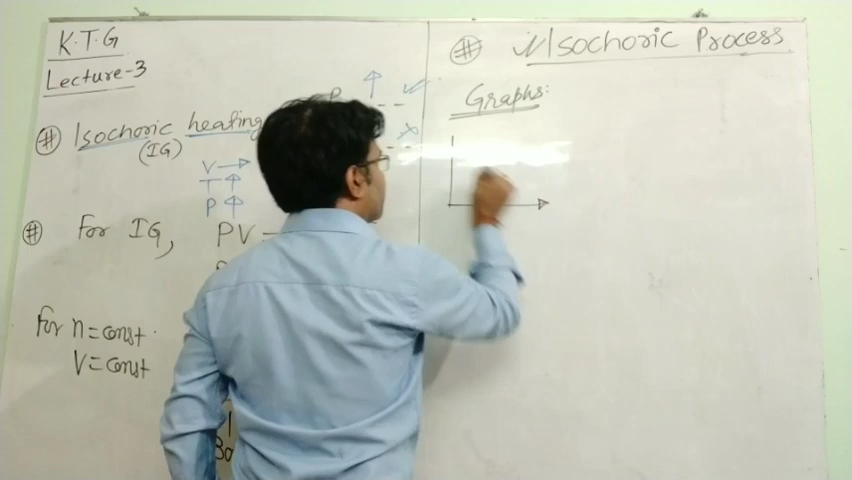 K.T.G
Lecture-3
# Isochoric heating
(IG)
V →
T ↑
P ↑
# For IG, PV
For n = const.
V = const
# Isochoric Process
Graphs: